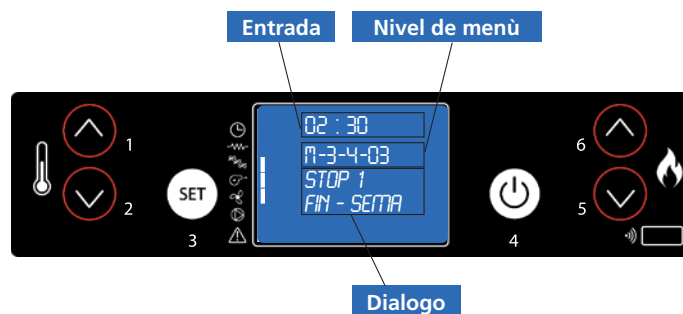 Entrada
Nivel de menù
02 : 30
M-3-4-03
STOP 1
FIN - SEMA
1
2
SET
3
4
6
5
Dialogo